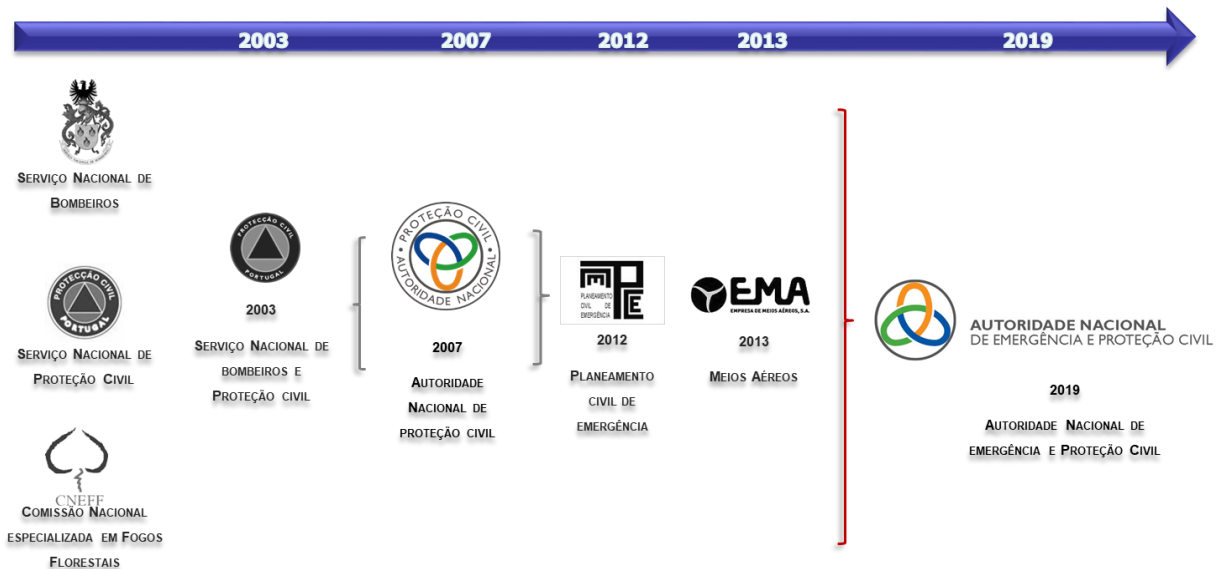 2003
2007
2012
2013
2019
SERVIÇO NACIONAL DE
BOMBEIROS
PROTECÇÃO CIVIL
PORTUGAL
SERVIÇO NACIONAL DE
PROTEÇÃO CIVIL
CNEFF
COMISSÃO NACIONAL
ESPECIALIZADA EM FOGOS
FLORESTAIS
PROTECÇÃO CIVIL
PORTUGAL
2003
SERVIÇO NACIONAL DE
BOMBEIROS E
PROTEÇÃO CIVIL
PROTEÇÃO CIVIL
AUTORIDADE NACIONAL
2007
AUTORIDADE
NACIONAL DE
PROTEÇÃO CIVIL
PLANEAMENTO
CIVIL DE
EMERGÊNCIA
2012
PLANEAMENTO
CIVIL DE
EMERGÊNCIA
EMA
EMPRESA DE MEIOS AÉREOS, S.A.
2013
MEIOS AÉREOS
AUTORIDADE NACIONAL
DE EMERGÊNCIA E PROTEÇÃO CIVIL
2019
AUTORIDADE NACIONAL DE
EMERGÊNCIA E PROTEÇÃO CIVIL